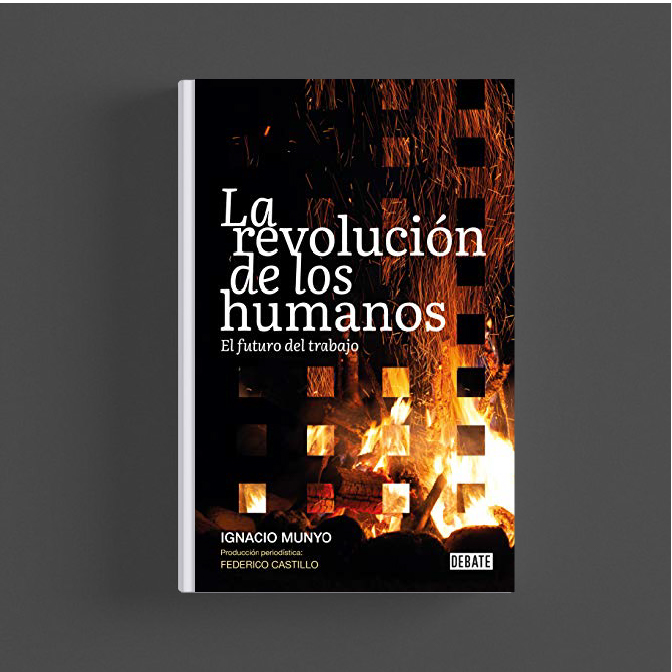 La
revolución
de los
humanos
El futuro del trabajo
IGNACIO MUNYO
Producción periodística:
FEDERICO CASTILLO
DEBATE